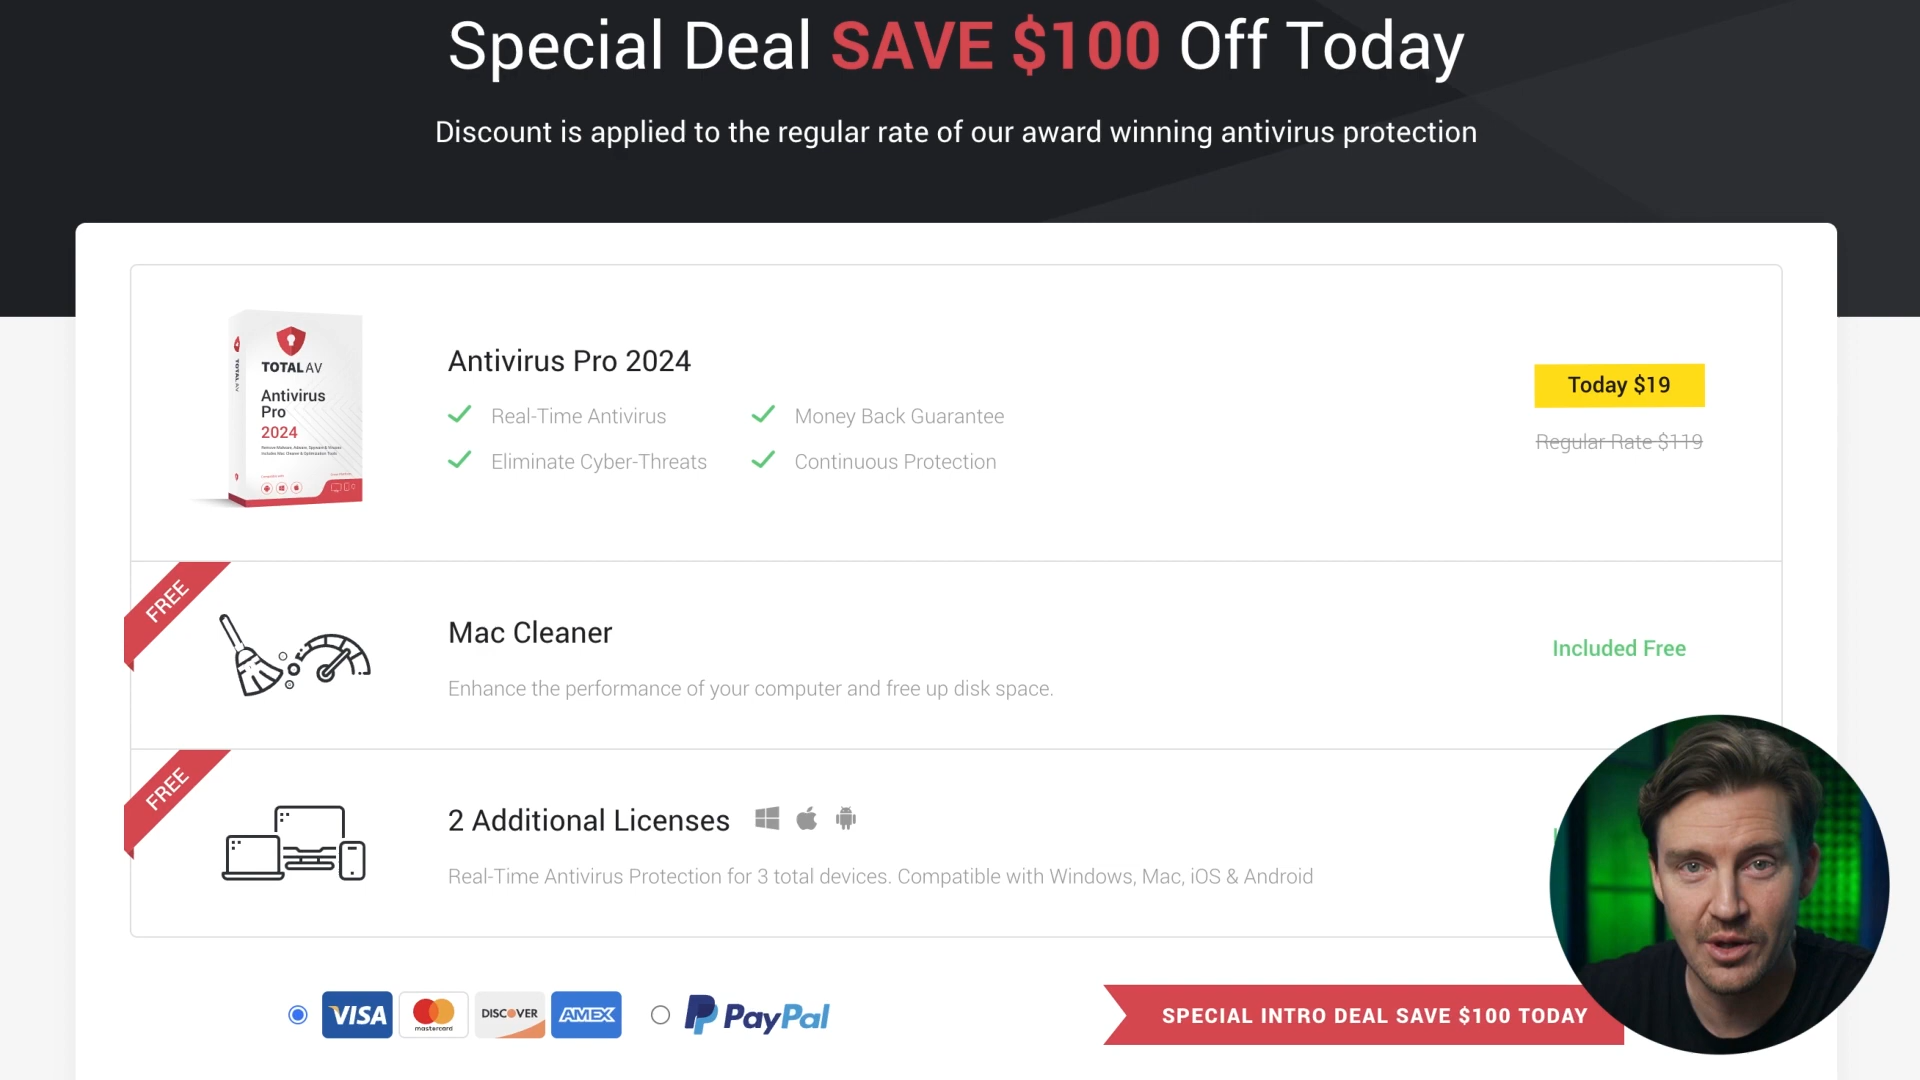 Special Deal SAVE $100 Off Today
Discount is applied to the regular rate of our award winning antivirus protection
TOTALAV
Antivirus
Pro
2024
TOTALAV
Antivirus Pro 2024
Real-Time Antivirus
Money Back Guarantee
Eliminate Cyber-Threats
Continuous Protection
Today $19
Regular Rate $119
FREE
Mac Cleaner
Enhance the performance of your computer and free up disk space.
Included Free
FREE
2 Additional Licenses
Real-Time Antivirus Protection for 3 total devices. Compatible with Windows, Mac, iOS & Android
VISA
mastercard
DISCOVER
AMEX
PayPal
SPECIAL INTRO DEAL SAVE $100 TODAY